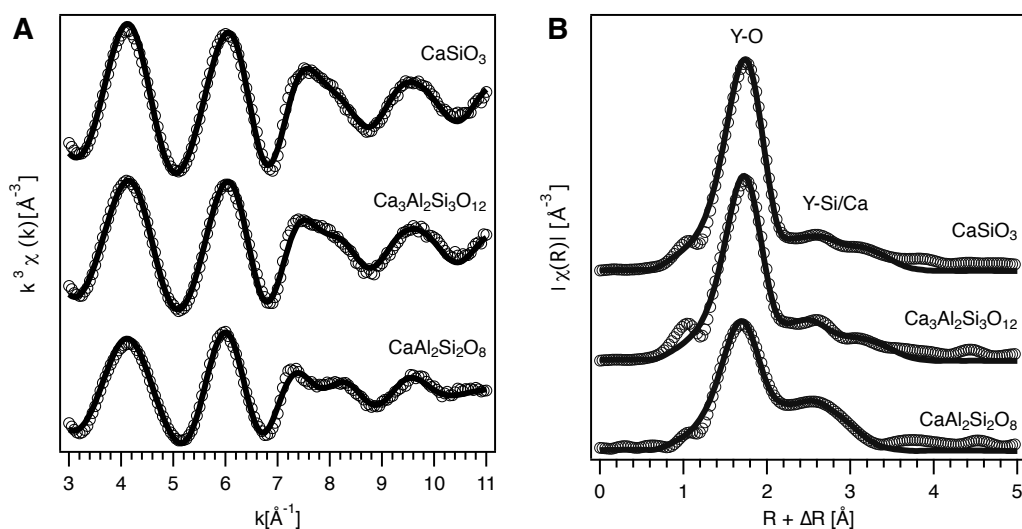 A
CaSiO₃
Ca₃Al₂Si₃O₁₂
CaAl₂Si₂O₈
k³ χ (k) [Å⁻³]
3 4 5 6 7 8 9 10 11
k[Å⁻¹]
B
Y-O
Y-Si/Ca
CaSiO₃
Ca₃Al₂Si₃O₁₂
CaAl₂Si₂O₈
| χ(R) | [Å⁻³]
0 1 2 3 4 5
R + ΔR [Å]